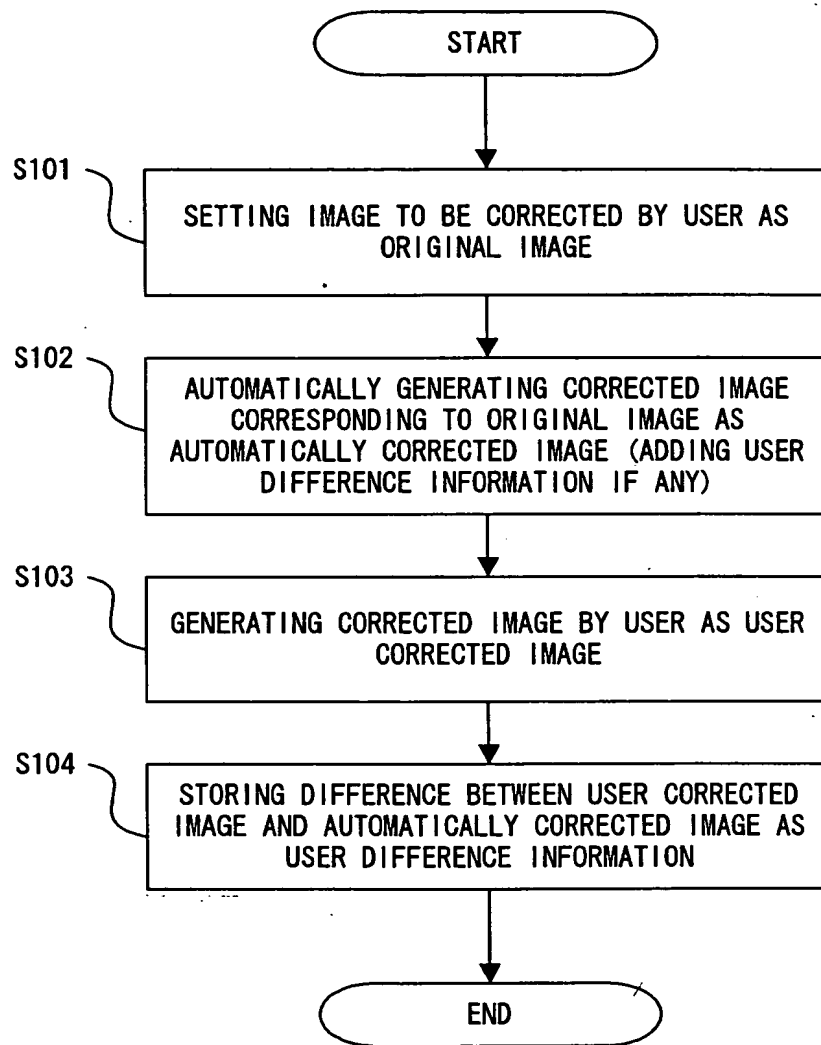 START
S101
SETTING IMAGE TO BE CORRECTED BY USER AS
ORIGINAL IMAGE
S102
AUTOMATICALLY GENERATING CORRECTED IMAGE
CORRESPONDING TO ORIGINAL IMAGE AS
AUTOMATICALLY CORRECTED IMAGE (ADDING USER
DIFFERENCE INFORMATION IF ANY)
S103
GENERATING CORRECTED IMAGE BY USER AS USER
CORRECTED IMAGE
S104
STORING DIFFERENCE BETWEEN USER CORRECTED
IMAGE AND AUTOMATICALLY CORRECTED IMAGE AS
USER DIFFERENCE INFORMATION
END